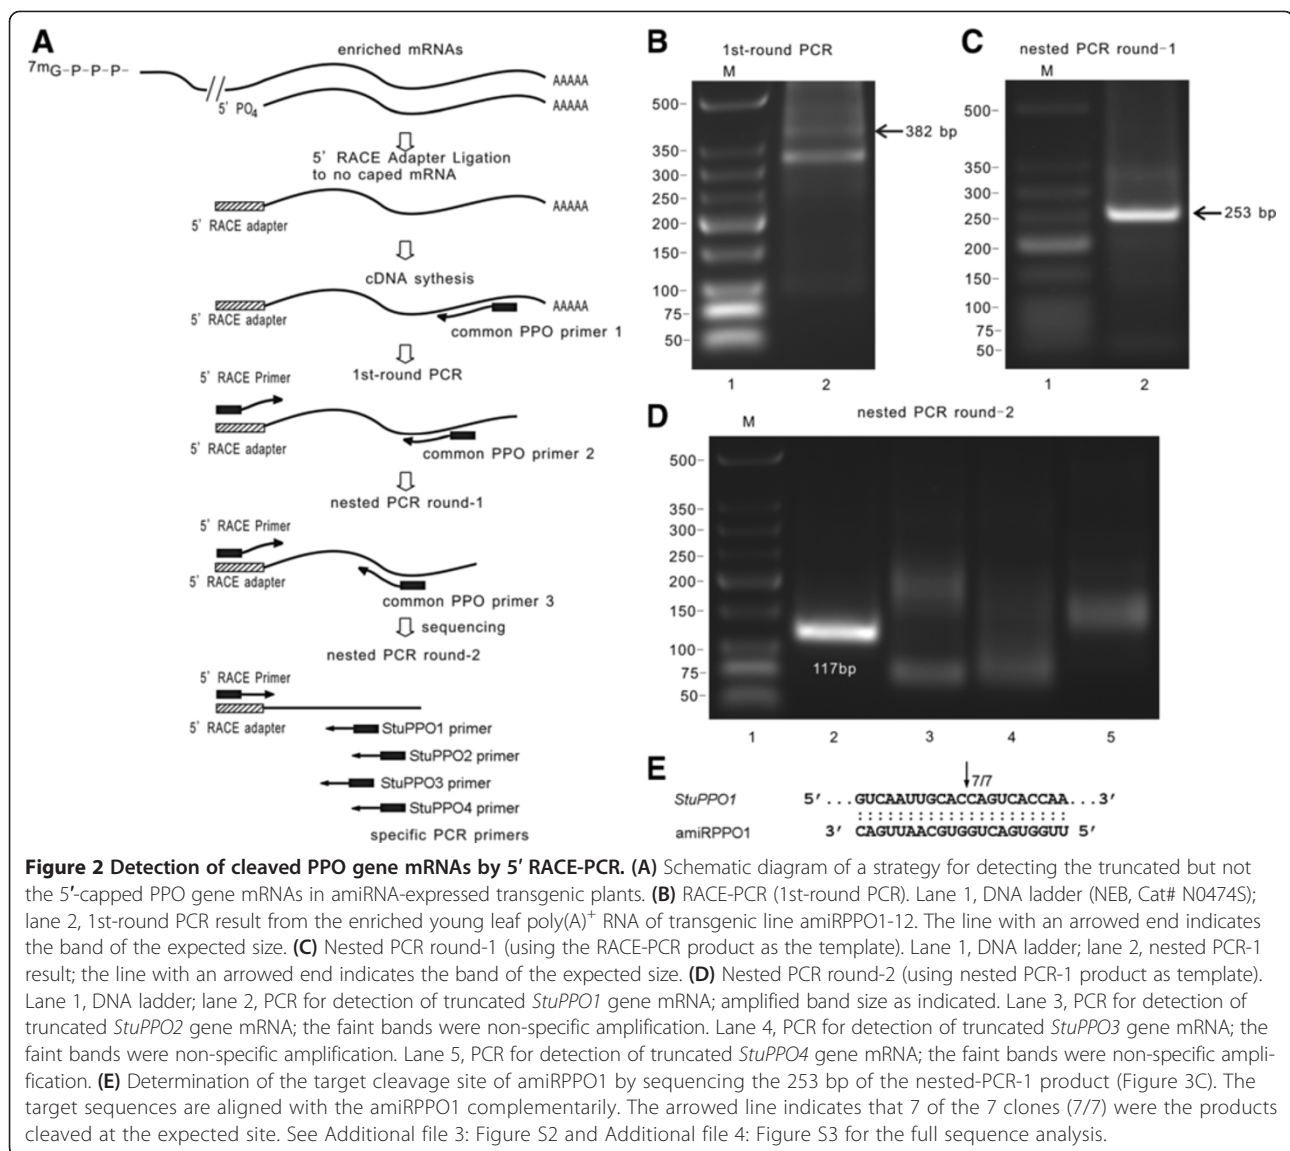 A
enriched mRNAs
7mG-P-P-P-
AAAAA
5' PO4
AAAAA
5' RACE Adapter Ligation
to no caped mRNA
AAAAA
5' RACE adapter
cDNA sythesis
AAAAA
5' RACE adapter
common PPO primer 1
1st-round PCR
5' RACE Primer
5' RACE adapter
common PPO primer 2
nested PCR round-1
5' RACE Primer
5' RACE adapter
common PPO primer 3
sequencing
nested PCR round-2
5' RACE Primer
5' RACE adapter
StuPPO1 primer
StuPPO2 primer
StuPPO3 primer
StuPPO4 primer
specific PCR primers
B
1st-round PCR
M
500-
382 bp
350-
300-
250-
200-
150-
100-
75-
50-
1 2
C
nested PCR round-1
M
500-
350-
300-
250-
253 bp
200-
150-
100-
75-
50-
1 2
D
nested PCR round-2
M
500-
350-
300-
250-
200-
150-
100-
75-
50-
117bp
1 2 3 4 5
E
7/7
StuPPO1 5'...GUCAAUUGCACCAGUCACCAA...3'
:::::::::::::::::::::
amiRPPO1 3' CAGUUAACGUGGUCAGUGGUU 5'
Figure 2 Detection of cleaved PPO gene mRNAs by 5′ RACE-PCR. (A) Schematic diagram of a strategy for detecting the truncated but not
the 5′-capped PPO gene mRNAs in amiRNA-expressed transgenic plants. (B) RACE-PCR (1st-round PCR). Lane 1, DNA ladder (NEB, Cat# N0474S);
lane 2, 1st-round PCR result from the enriched young leaf poly(A)+ RNA of transgenic line amiRPPO1-12. The line with an arrowed end indicates
the band of the expected size. (C) Nested PCR round-1 (using the RACE-PCR product as the template). Lane 1, DNA ladder; lane 2, nested PCR-1
result; the line with an arrowed end indicates the band of the expected size. (D) Nested PCR round-2 (using nested PCR-1 product as template).
Lane 1, DNA ladder; lane 2, PCR for detection of truncated StuPPO1 gene mRNA; amplified band size as indicated. Lane 3, PCR for detection of
truncated StuPPO2 gene mRNA; the faint bands were non-specific amplification. Lane 4, PCR for detection of truncated StuPPO3 gene mRNA; the
faint bands were non-specific amplification. Lane 5, PCR for detection of truncated StuPPO4 gene mRNA; the faint bands were non-specific ampli-
fication. (E) Determination of the target cleavage site of amiRPPO1 by sequencing the 253 bp of the nested-PCR-1 product (Figure 3C). The
target sequences are aligned with the amiRPPO1 complementarily. The arrowed line indicates that 7 of the 7 clones (7/7) were the products
cleaved at the expected site. See Additional file 3: Figure S2 and Additional file 4: Figure S3 for the full sequence analysis.